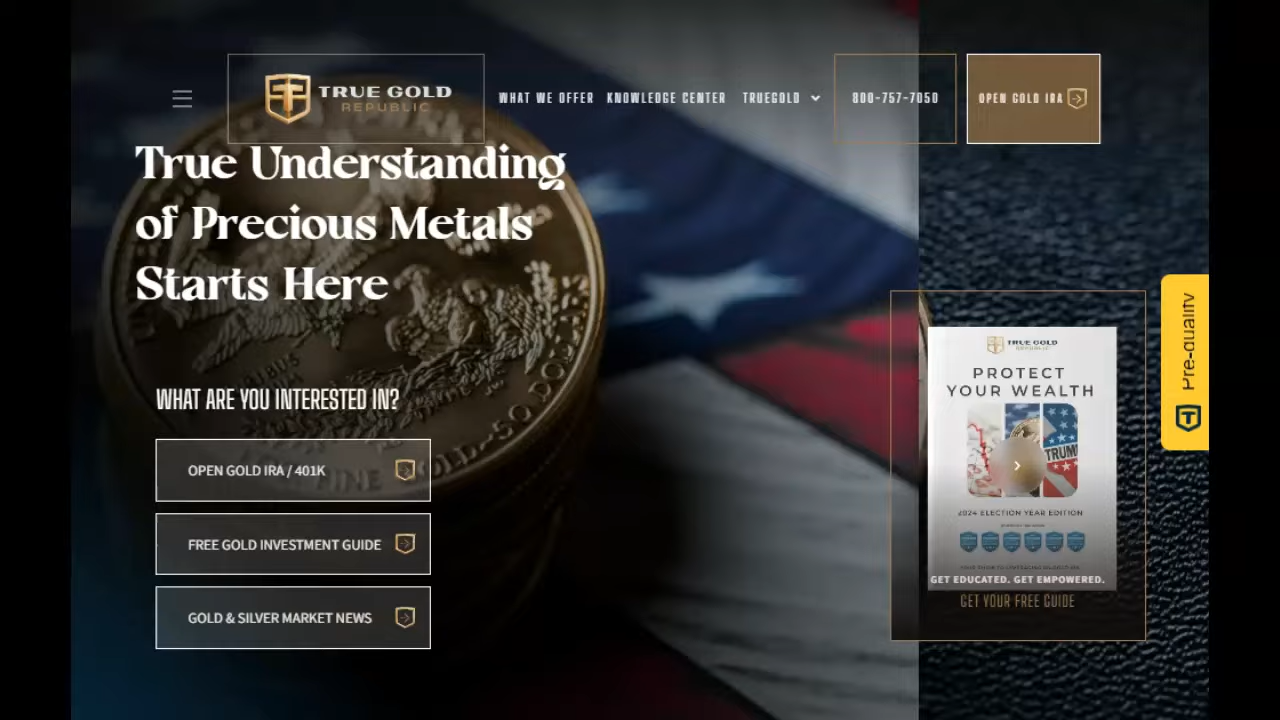 TRUE GOLD
REPUBLIC
WHAT WE OFFER
KNOWLEDGE CENTER
TRUEGOLD
800-757-7050
OPEN GOLD IRA
True Understanding
of Precious Metals
Starts Here
WHAT ARE YOU INTERESTED IN?
OPEN GOLD IRA / 401K
FREE GOLD INVESTMENT GUIDE
GOLD & SILVER MARKET NEWS
TRUE GOLD
REPUBLIC
PROTECT
YOUR WEALTH
TRUMP
2024 ELECTION YEAR EDITION
GET EDUCATED. GET EMPOWERED.
GET YOUR FREE GUIDE
Pre-qualify